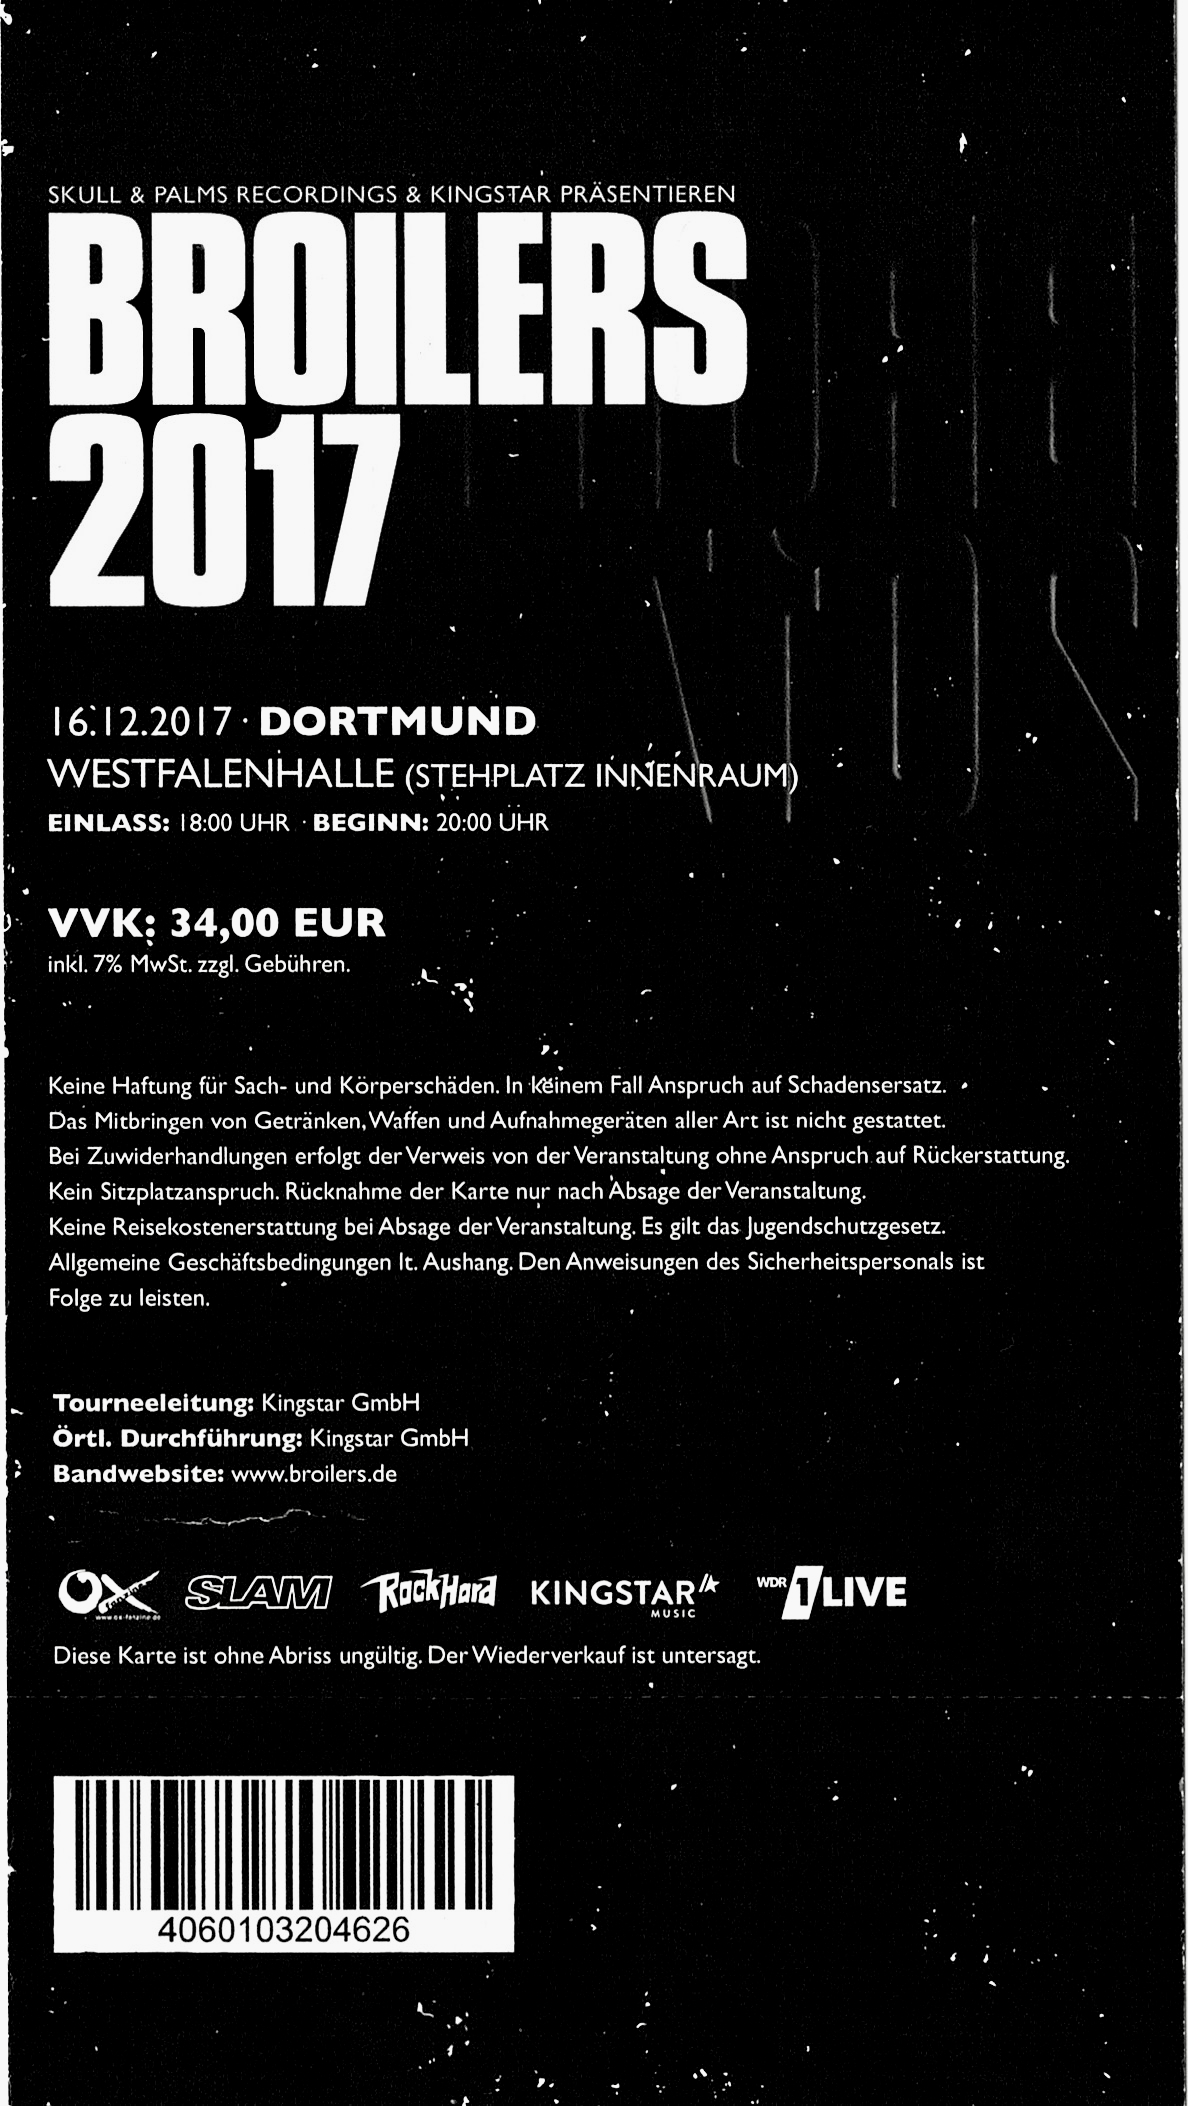 SKULL & PALMS RECORDINGS & KINGSTAR PRÄSENTIEREN
BROILERS
2017
16.12.2017 · DORTMUND
WESTFALENHALLE (STEHPLATZ INNENRAUM)
EINLASS: 18:00 UHR · BEGINN: 20:00 UHR
VVK: 34,00 EUR
inkl. 7% MwSt. zzgl. Gebühren.
Keine Haftung für Sach- und Körperschäden. In keinem Fall Anspruch auf Schadensersatz.
Das Mitbringen von Getränken, Waffen und Aufnahmegeräten aller Art ist nicht gestattet.
Bei Zuwiderhandlungen erfolgt der Verweis von der Veranstaltung ohne Anspruch auf Rückerstattung.
Kein Sitzplatzanspruch. Rücknahme der Karte nur nach Absage der Veranstaltung.
Keine Reisekostenerstattung bei Absage der Veranstaltung. Es gilt das Jugendschutzgesetz.
Allgemeine Geschäftsbedingungen lt. Aushang. Den Anweisungen des Sicherheitspersonals ist
Folge zu leisten.
Tourneeleitung: Kingstar GmbH
Örtl. Durchführung: Kingstar GmbH
Bandwebsite: www.broilers.de
OX SLAM RockHard KINGSTAR MUSIC WDR 1LIVE
www.ox-fanzine.de
Diese Karte ist ohne Abriss ungültig. Der Wiederverkauf ist untersagt.
4060103204626